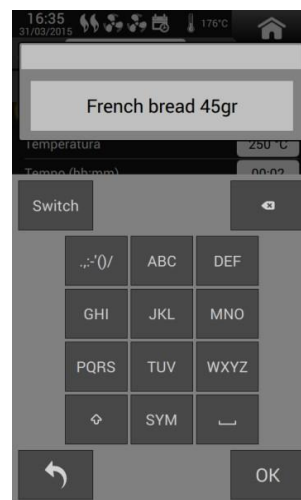 16:35
31/03/2015
176°C
French bread 45gr
Temperatura 250 °C
Tempo (hh:mm) 00:02
Switch
.,:-'()/ ABC DEF
GHI JKL MNO
PQRS TUV WXYZ
SYM
OK